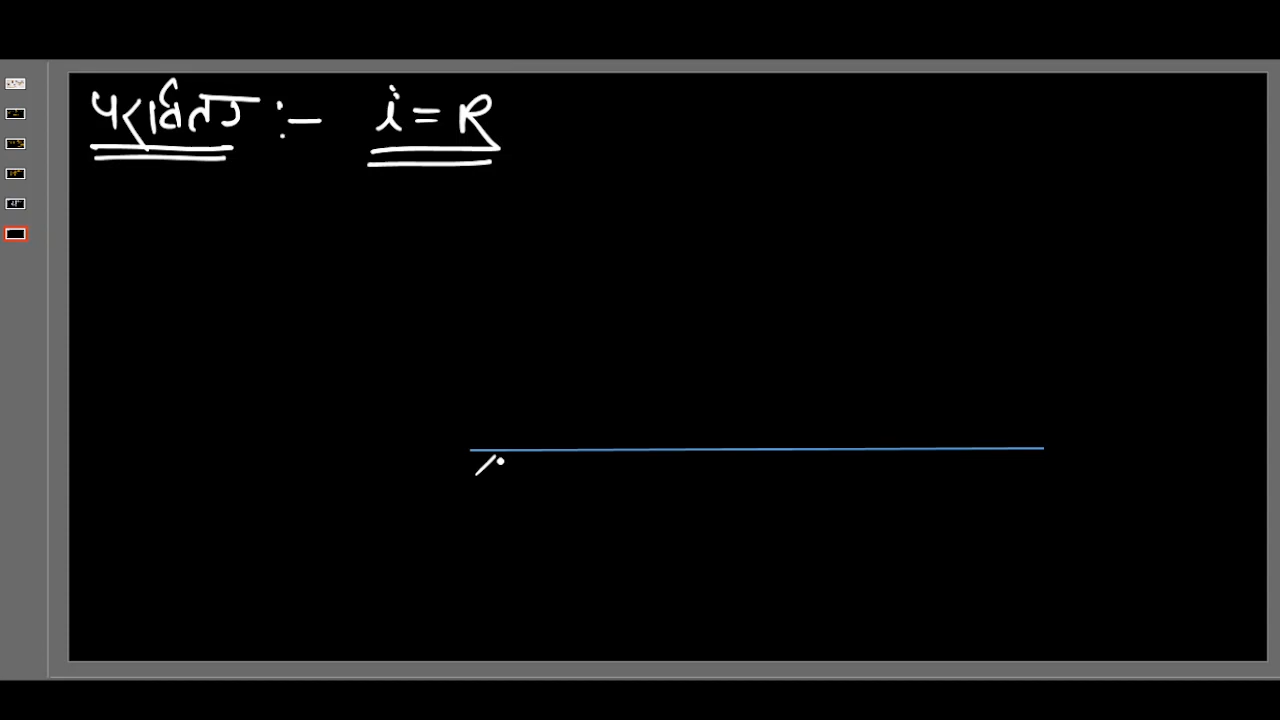 परावर्तन :- i = R